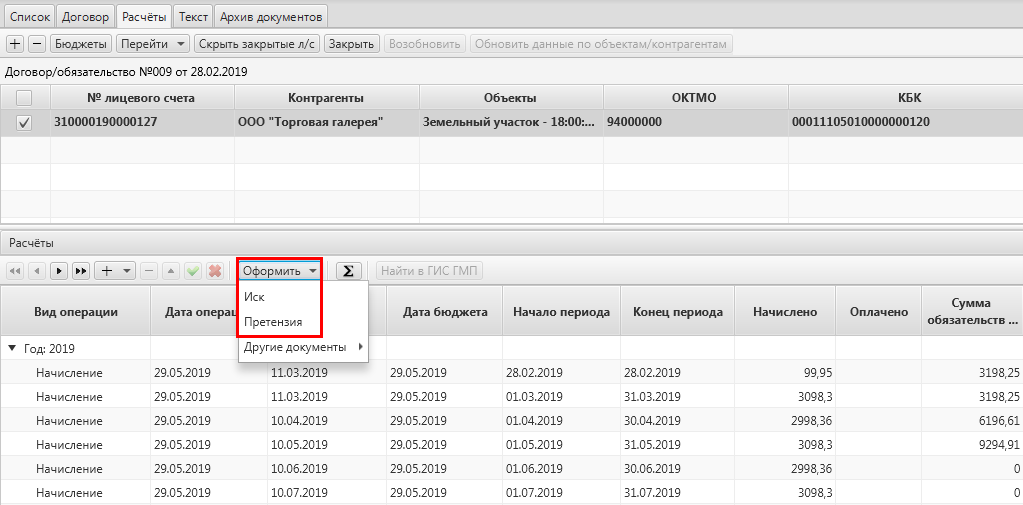 Список Договор Расчёты Текст Архив документов
Бюджеты Перейти Скрыть закрытые л/с Закрыть Возобновить Обновить данные по объектам/контрагентам
Договор/обязательство №009 от 28.02.2019
№ лицевого счета Контрагенты Объекты ОКТМО КБК
310000190000127 ООО "Торговая галерея" Земельный участок - 18:00:... 94000000 00011105010000000120
Расчёты
Оформить Σ Найти в ГИС ГМП
Иск
Претензия
Другие документы
Вид операции Дата операц Дата бюджета Начало периода Конец периода Начислено Оплачено Сумма
обязательств ...
Год: 2019
Начисление 29.05.2019 11.03.2019 29.05.2019 28.02.2019 28.02.2019 99,95 3198,25
Начисление 29.05.2019 11.03.2019 29.05.2019 01.03.2019 31.03.2019 3098,3 3198,25
Начисление 29.05.2019 10.04.2019 29.05.2019 01.04.2019 30.04.2019 2998,36 6196,61
Начисление 29.05.2019 10.05.2019 29.05.2019 01.05.2019 31.05.2019 3098,3 9294,91
Начисление 29.05.2019 10.06.2019 29.05.2019 01.06.2019 30.06.2019 2998,36 0
Начисление 29.05.2019 10.07.2019 29.05.2019 01.07.2019 31.07.2019 3098,3 0